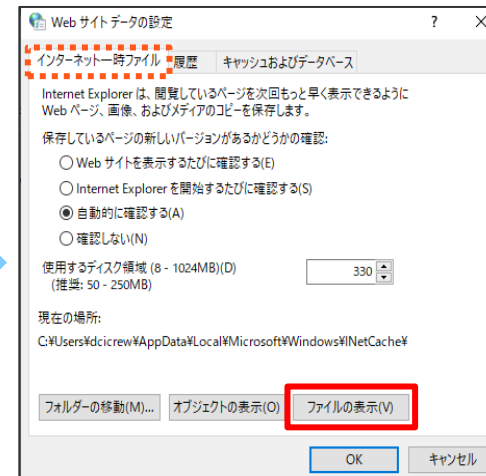 Web サイト データの設定 ?
インターネット一時ファイル 履歴 キャッシュおよびデータベース
Internet Explorer は、閲覧しているページを次回もっと早く表示できるように
Web ページ、画像、およびメディアのコピーを保存します。
保存しているページの新しいバージョンがあるかどうかの確認:
Web サイトを表示するたびに確認する(E)
Internet Explorer を開始するたびに確認する(S)
自動的に確認する(A)
確認しない(N)
使用するディスク領域 (8 - 1024MB)(D) 330
(推奨: 50 - 250MB)
現在の場所:
C:¥Users¥dcicrew¥AppData¥Local¥Microsoft¥Windows¥INetCache¥
フォルダーの移動(M)... オブジェクトの表示(O) ファイルの表示(V)
OK キャンセル